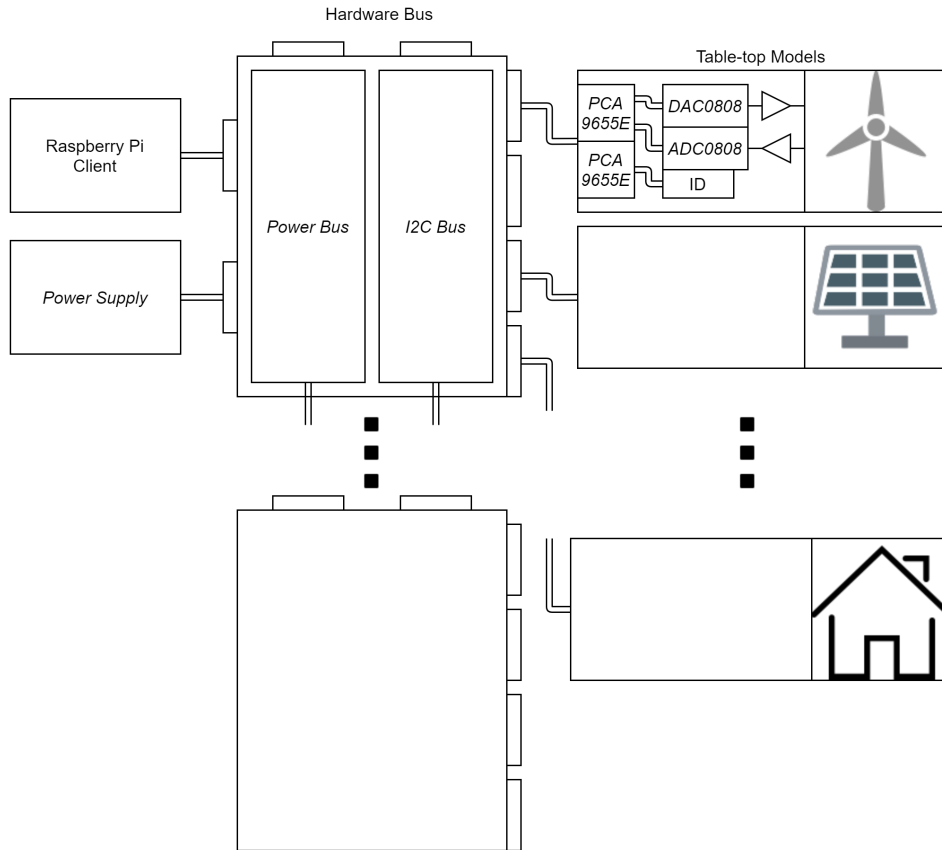 Hardware Bus
Table-top Models
Raspberry Pi
Client
Power Supply
Power Bus
I2C Bus
PCA
9655E
PCA
9655E
DAC0808
ADC0808
ID